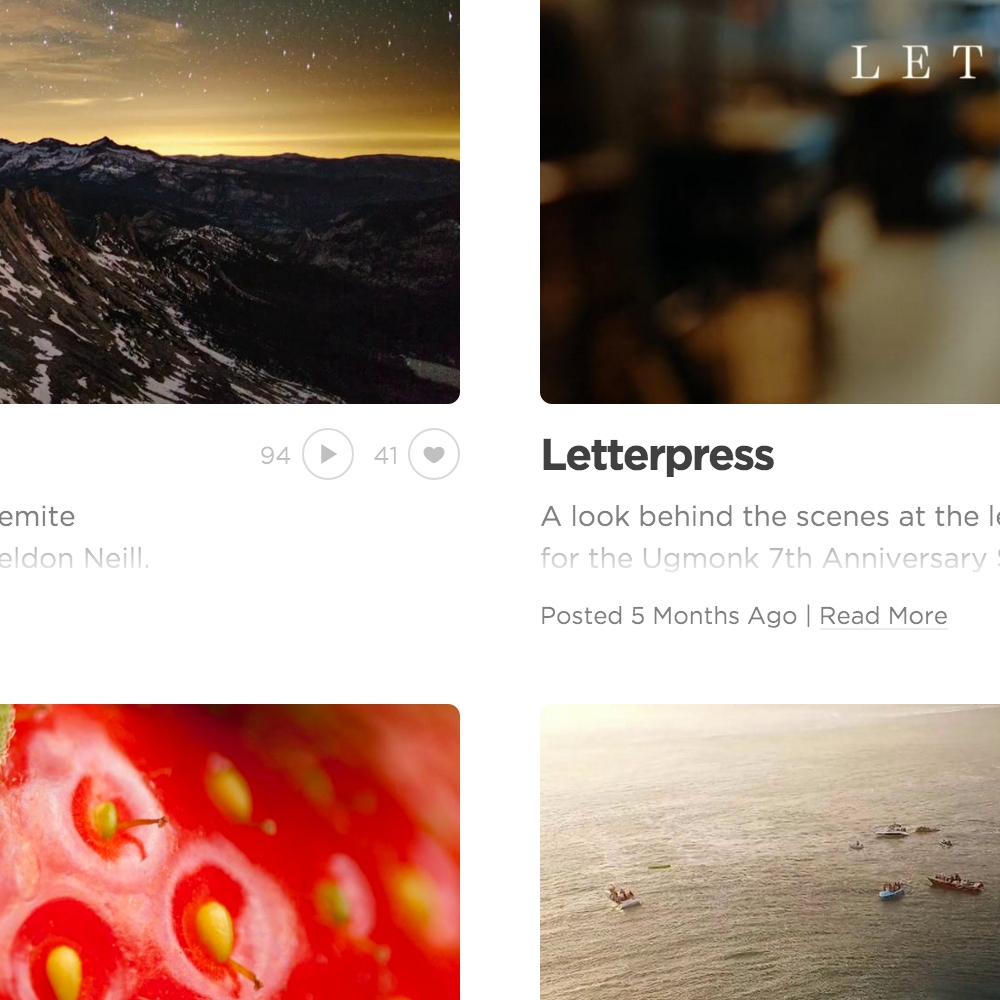 LET
94 41
emite
eldon Neill.
Letterpress
A look behind the scenes at the le
for the Ugmonk 7th Anniversary
Posted 5 Months Ago | Read More